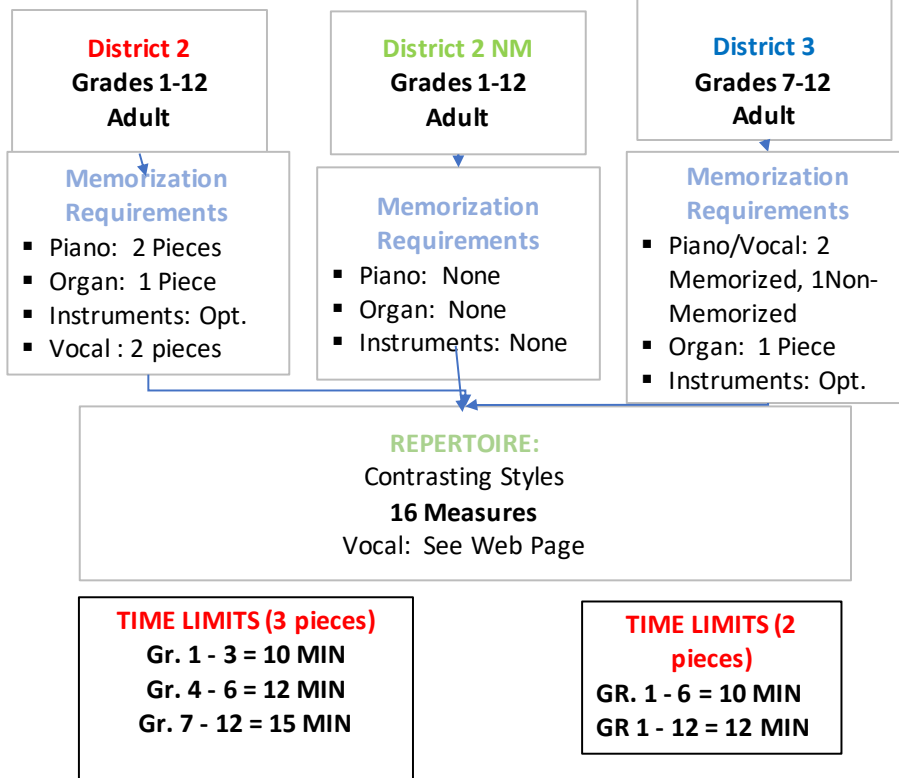 District 2
Grades 1-12
Adult
District 2 NM
Grades 1-12
Adult
District 3
Grades 7-12
Adult
Memorization
Requirements
▪ Piano: 2 Pieces
▪ Organ: 1 Piece
▪ Instruments: Opt.
▪ Vocal : 2 pieces
Memorization
Requirements
▪ Piano: None
▪ Organ: None
▪ Instruments: None
Memorization
Requirements
▪ Piano/Vocal: 2
Memorized, 1Non-
Memorized
▪ Organ: 1 Piece
▪ Instruments: Opt.
REPERTOIRE:
Contrasting Styles
16 Measures
Vocal: See Web Page
TIME LIMITS (3 pieces)
Gr. 1 - 3 = 10 MIN
Gr. 4 - 6 = 12 MIN
Gr. 7 - 12 = 15 MIN
TIME LIMITS (2
pieces)
GR. 1 - 6 = 10 MIN
GR 1 - 12 = 12 MIN